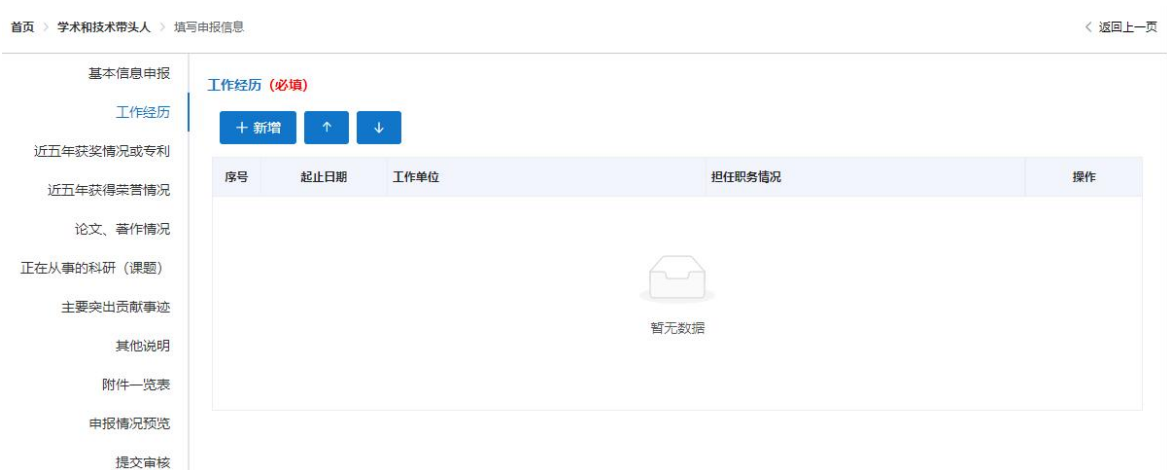 首页 > 学术和技术带头人 > 填写申报信息
< 返回上一页
基本信息申报
工作经历
近五年获奖情况或专利
近五年获得荣誉情况
论文、著作情况
正在从事的科研（课题）
主要突出贡献事迹
其他说明
附件一览表
申报情况预览
提交审核
工作经历（必填）
+ 新增 ↑ ↓
序号 起止日期 工作单位 担任职务情况 操作
暂无数据